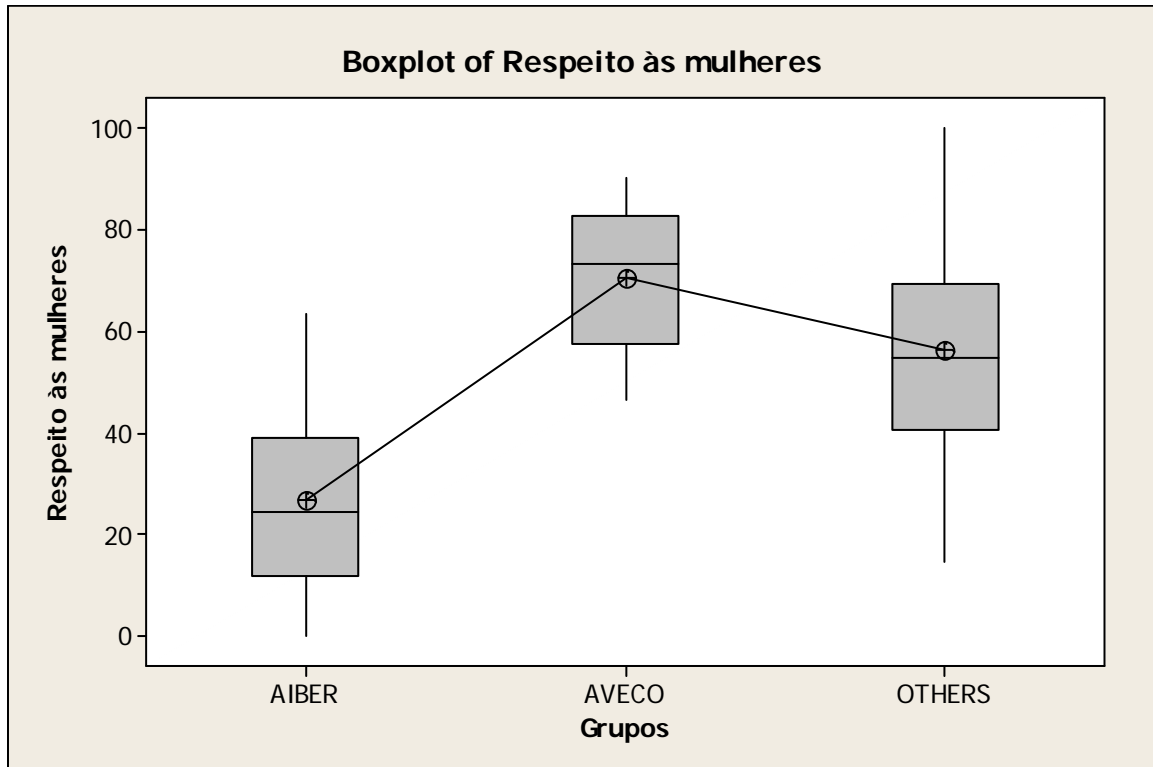 Boxplot of Respeito às mulheres
Respeito às mulheres
100
80
60
40
20
0
AIBER AVECO OTHERS
Grupos